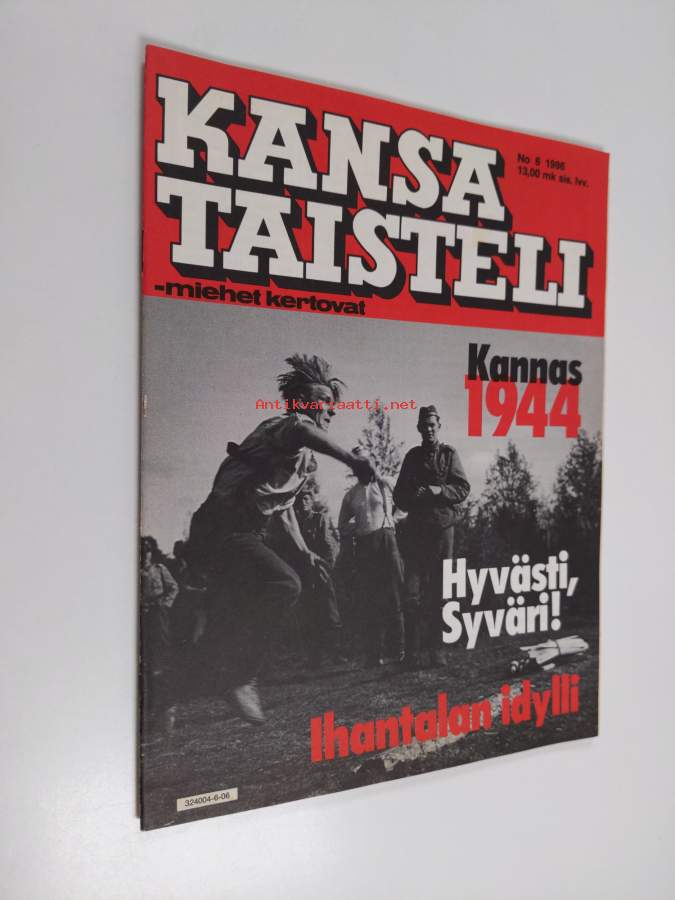 KANSA
TAISTELI
-miehet kertovat
No 6 1986
13,00 mk sis. lvv.
Kannas
1944
Antikvariaatti.net
Hyvästi,
Syväri!
Ihantalan idylli
324004-6-06